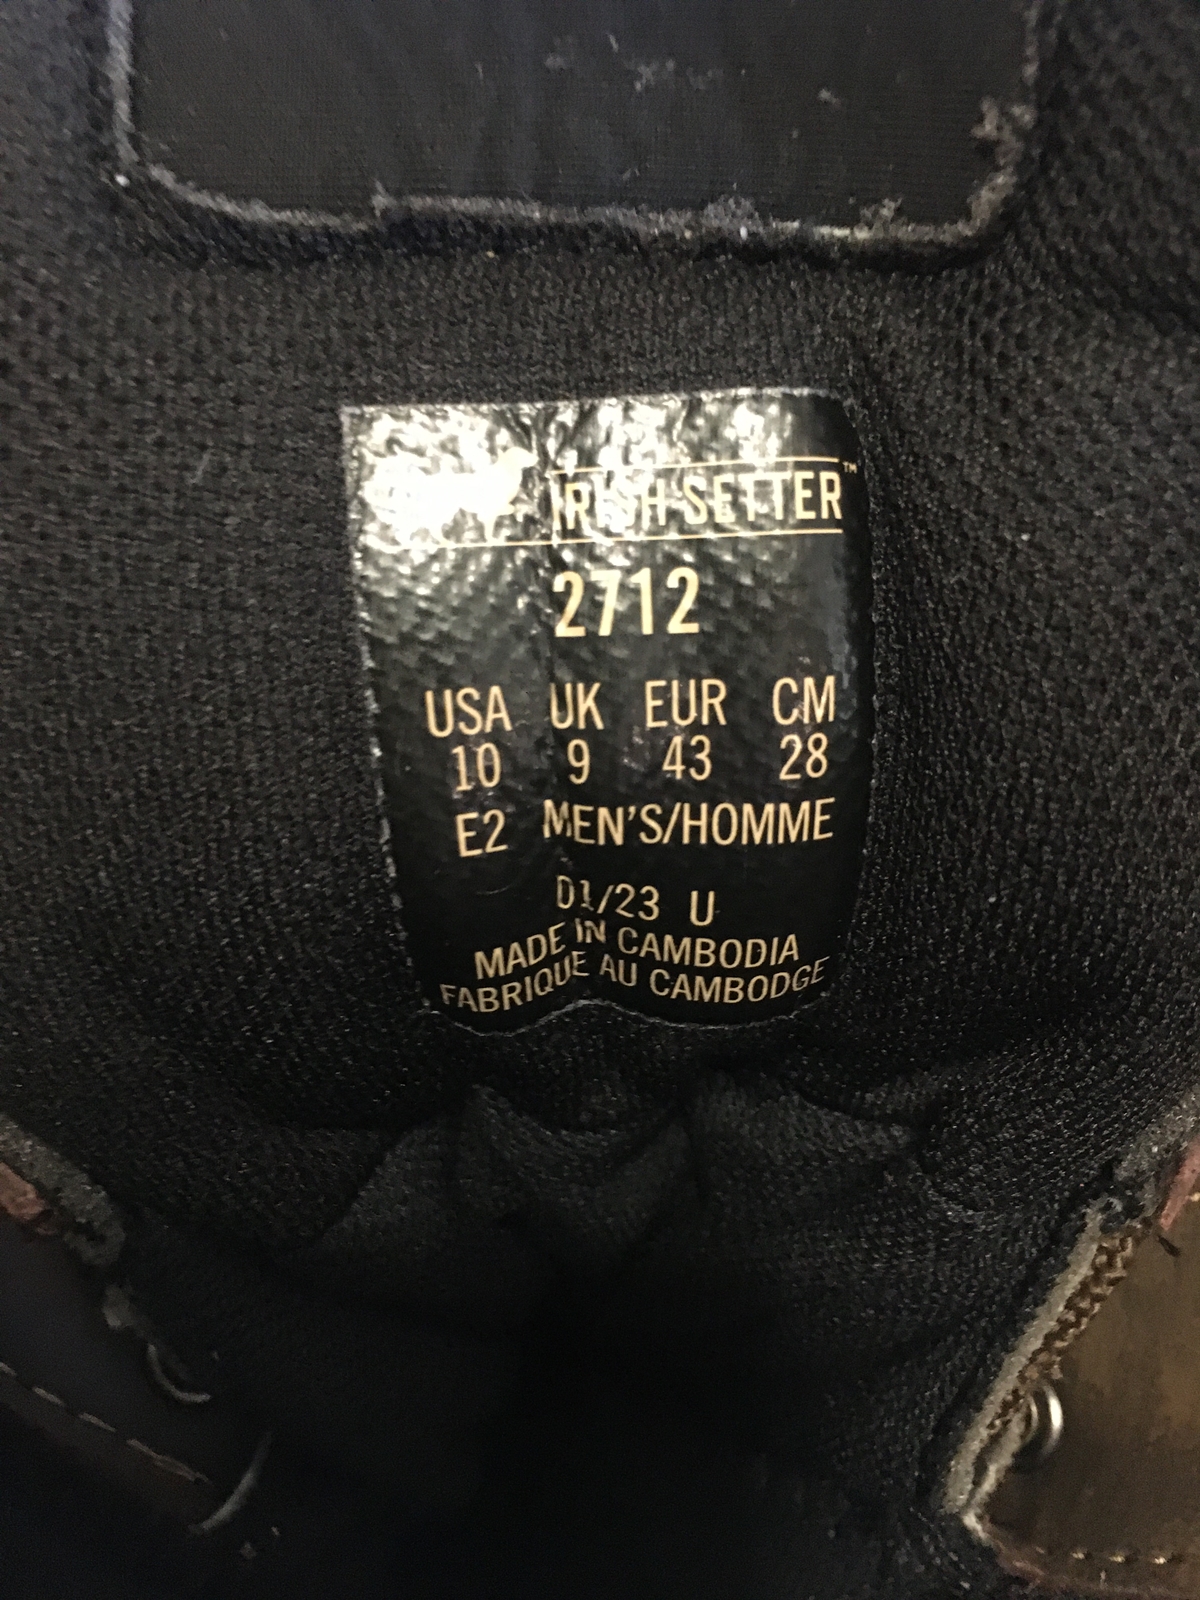 IRISH SETTER™
2712
USA UK EUR CM
10 9 43 28
E2 MEN'S/HOMME
01/23 U
MADE IN CAMBODIA
FABRIQUE AU CAMBODGE